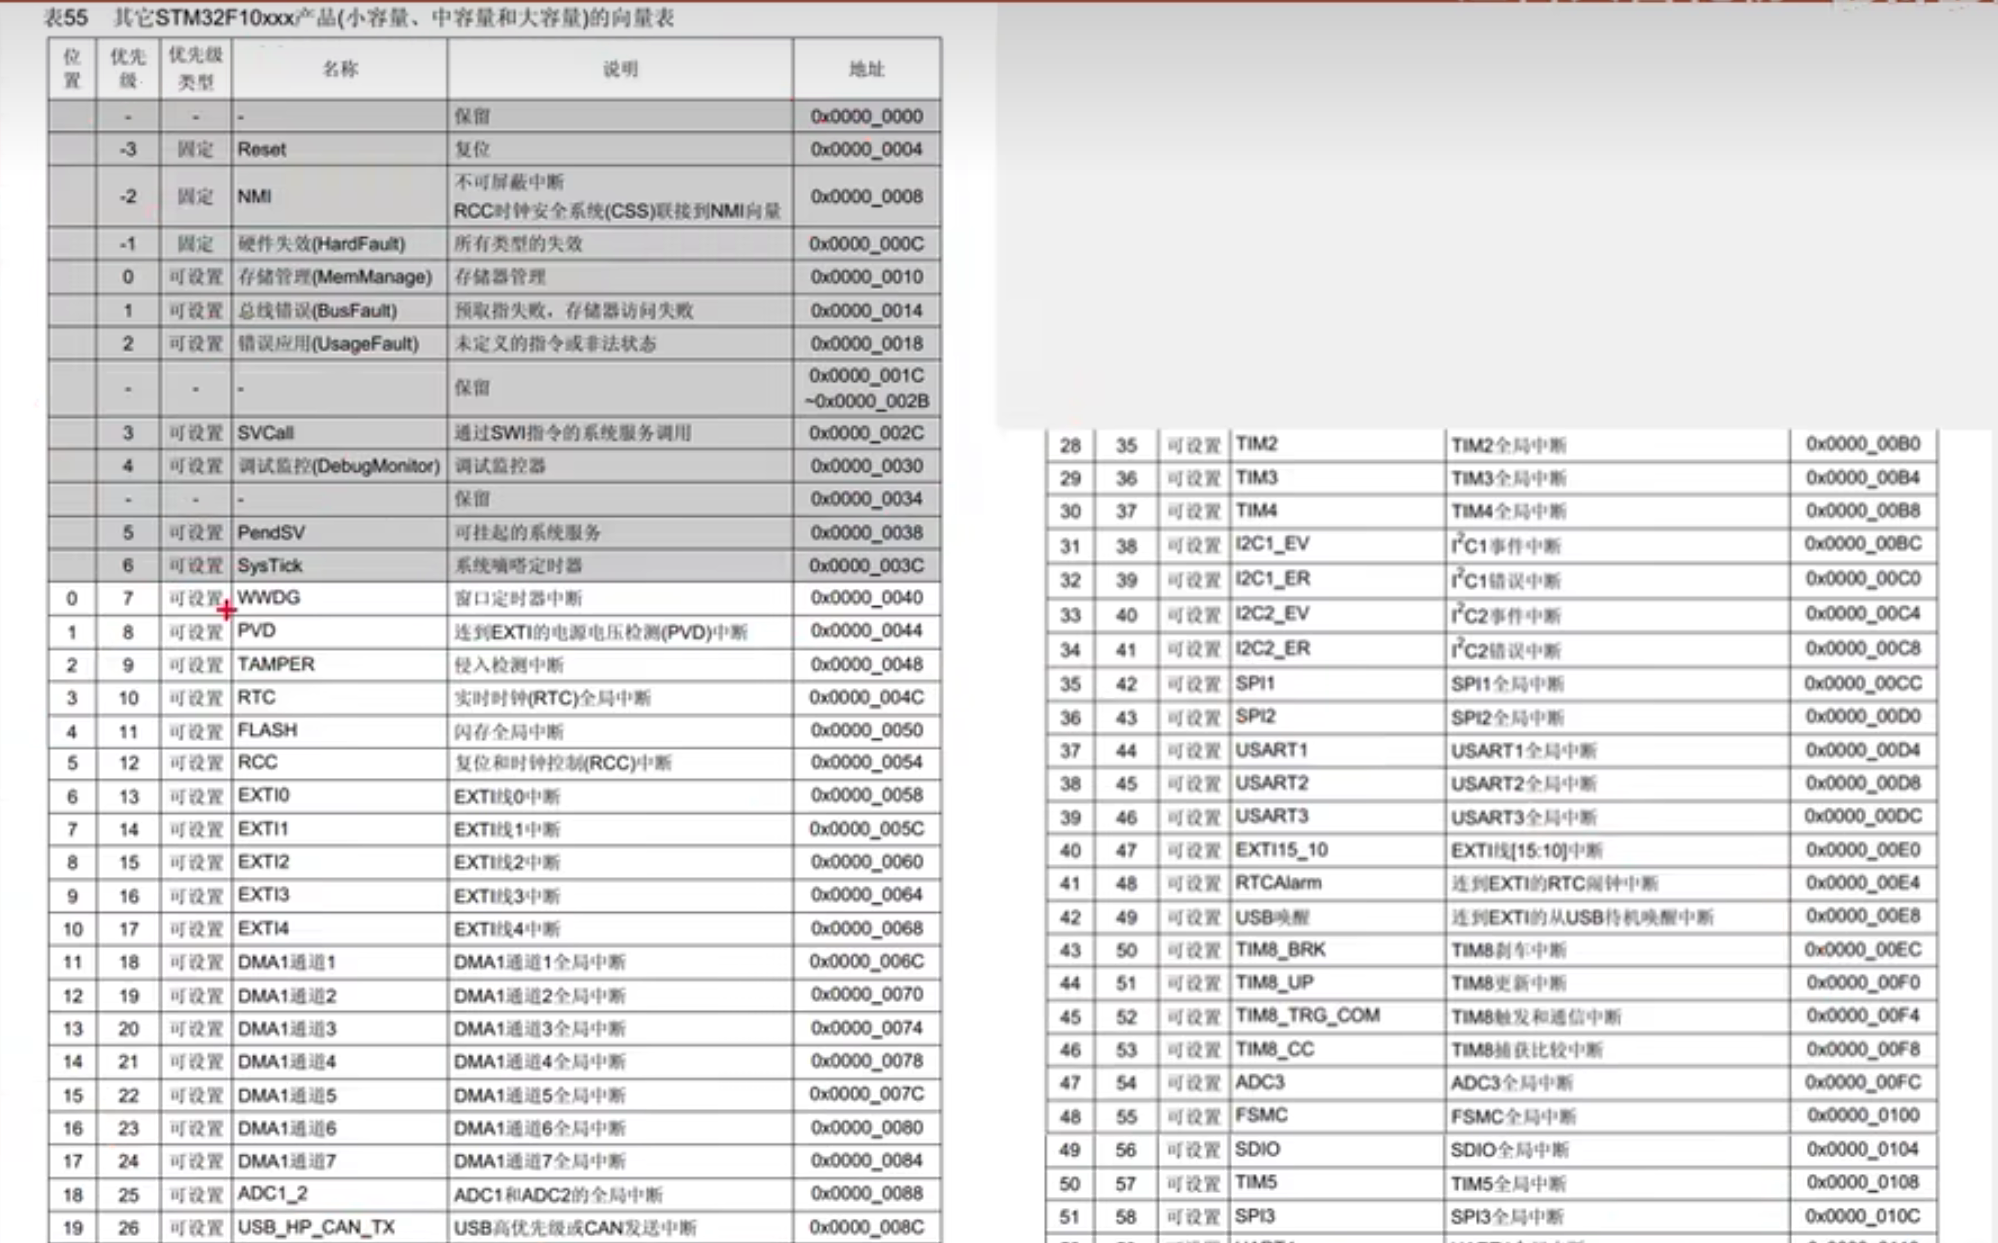 表55 其它STM32F10xxx产品(小容量、中容量和大容量)的向量表
位置 优先级 优先级类型 名称 说明 地址
- - - 保留 0x0000_0000
-3 固定 Reset 复位 0x0000_0004
-2 固定 NMI 不可屏蔽中断 RCC时钟安全系统(CSS)联接到NMI向量 0x0000_0008
-1 固定 硬件失效(HardFault) 所有类型的失效 0x0000_000C
0 可设置 存储管理(MemManage) 存储器管理 0x0000_0010
1 可设置 总线错误(BusFault) 预取指失败，存储器访问失败 0x0000_0014
2 可设置 错误应用(UsageFault) 未定义的指令或非法状态 0x0000_0018
- - - 保留 0x0000_001C ~0x0000_002B
3 可设置 SVCall 通过SWI指令的系统服务调用 0x0000_002C
4 可设置 调试监控(DebugMonitor) 调试监控器 0x0000_0030
- - - 保留 0x0000_0034
5 可设置 PendSV 可挂起的系统服务 0x0000_0038
6 可设置 SysTick 系统嘀嗒定时器 0x0000_003C
0 7 可设置 WWDG 窗口定时器中断 0x0000_0040
1 8 可设置 PVD 连到EXTI的电源电压检测(PVD)中断 0x0000_0044
2 9 可设置 TAMPER 侵入检测中断 0x0000_0048
3 10 可设置 RTC 实时时钟(RTC)全局中断 0x0000_004C
4 11 可设置 FLASH 闪存全局中断 0x0000_0050
5 12 可设置 RCC 复位和时钟控制(RCC)中断 0x0000_0054
6 13 可设置 EXTI0 EXTI线0中断 0x0000_0058
7 14 可设置 EXTI1 EXTI线1中断 0x0000_005C
8 15 可设置 EXTI2 EXTI线2中断 0x0000_0060
9 16 可设置 EXTI3 EXTI线3中断 0x0000_0064
10 17 可设置 EXTI4 EXTI线4中断 0x0000_0068
11 18 可设置 DMA1通道1 DMA1通道1全局中断 0x0000_006C
12 19 可设置 DMA1通道2 DMA1通道2全局中断 0x0000_0070
13 20 可设置 DMA1通道3 DMA1通道3全局中断 0x0000_0074
14 21 可设置 DMA1通道4 DMA1通道4全局中断 0x0000_0078
15 22 可设置 DMA1通道5 DMA1通道5全局中断 0x0000_007C
16 23 可设置 DMA1通道6 DMA1通道6全局中断 0x0000_0080
17 24 可设置 DMA1通道7 DMA1通道7全局中断 0x0000_0084
18 25 可设置 ADC1_2 ADC1和ADC2的全局中断 0x0000_0088
19 26 可设置 USB_HP_CAN_TX USB高优先级或CAN发送中断 0x0000_008C
28 35 可设置 TIM2 TIM2全局中断 0x0000_00B0
29 36 可设置 TIM3 TIM3全局中断 0x0000_00B4
30 37 可设置 TIM4 TIM4全局中断 0x0000_00B8
31 38 可设置 I2C1_EV I²C1事件中断 0x0000_00BC
32 39 可设置 I2C1_ER I²C1错误中断 0x0000_00C0
33 40 可设置 I2C2_EV I²C2事件中断 0x0000_00C4
34 41 可设置 I2C2_ER I²C2错误中断 0x0000_00C8
35 42 可设置 SPI1 SPI1全局中断 0x0000_00CC
36 43 可设置 SPI2 SPI2全局中断 0x0000_00D0
37 44 可设置 USART1 USART1全局中断 0x0000_00D4
38 45 可设置 USART2 USART2全局中断 0x0000_00D8
39 46 可设置 USART3 USART3全局中断 0x0000_00DC
40 47 可设置 EXTI15_10 EXTI线[15:10]中断 0x0000_00E0
41 48 可设置 RTCAlarm 连到EXTI的RTC闹钟中断 0x0000_00E4
42 49 可设置 USB唤醒 连到EXTI的从USB待机唤醒中断 0x0000_00E8
43 50 可设置 TIM8_BRK TIM8刹车中断 0x0000_00EC
44 51 可设置 TIM8_UP TIM8更新中断 0x0000_00F0
45 52 可设置 TIM8_TRG_COM TIM8触发和通信中断 0x0000_00F4
46 53 可设置 TIM8_CC TIM8捕获比较中断 0x0000_00F8
47 54 可设置 ADC3 ADC3全局中断 0x0000_00FC
48 55 可设置 FSMC FSMC全局中断 0x0000_0100
49 56 可设置 SDIO SDIO全局中断 0x0000_0104
50 57 可设置 TIM5 TIM5全局中断 0x0000_0108
51 58 可设置 SPI3 SPI3全局中断 0x0000_010C